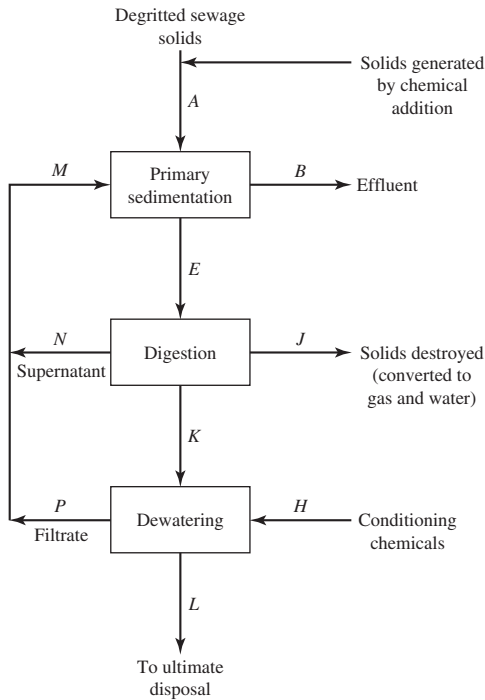 Degritted sewage
solids
Solids generated
by chemical
addition
A
M
Primary
sedimentation
B
Effluent
E
N
Supernatant
Digestion
J
Solids destroyed
(converted to
gas and water)
K
P
Filtrate
Dewatering
H
Conditioning
chemicals
L
To ultimate
disposal